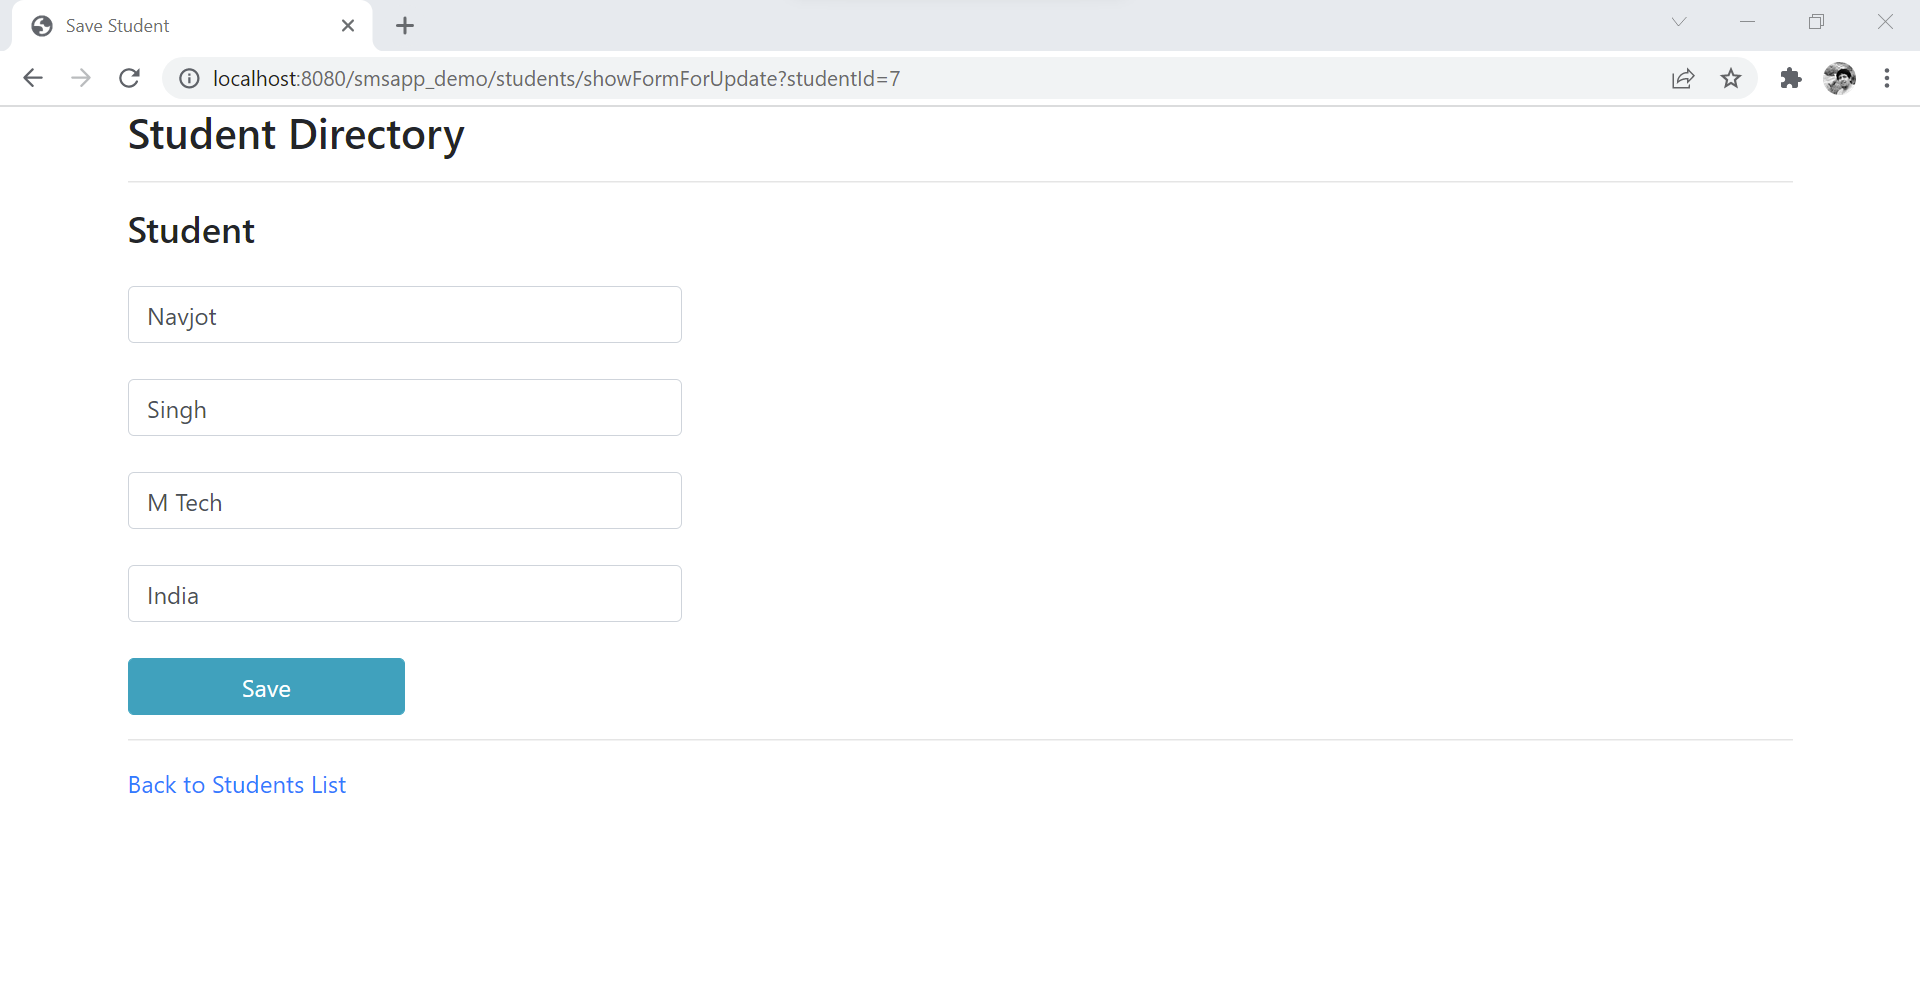 Save Student
localhost:8080/smsapp_demo/students/showFormForUpdate?studentId=7
Student Directory
Student
Navjot
Singh
M Tech
India
Save
Back to Students List